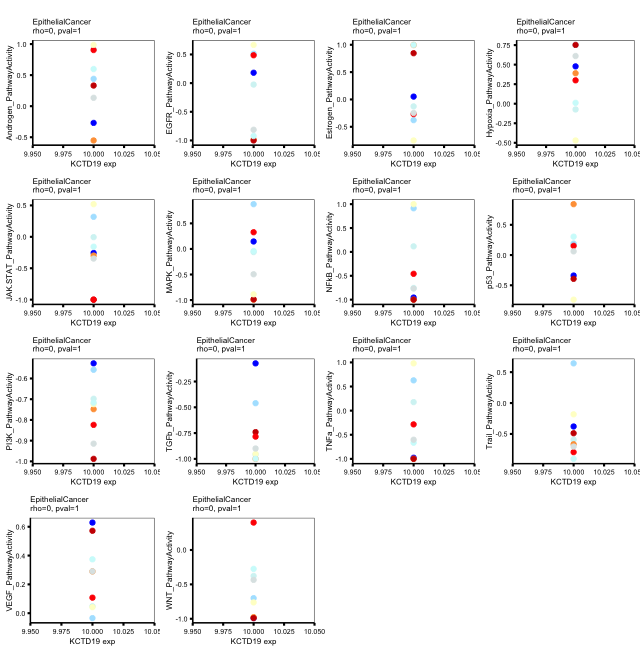 EpithelialCancer
rho=0, pval=1
Androgen_PathwayActivity
1.0
0.5
0.0
-0.5
9.950 9.975 10.000 10.025 10.05
KCTD19 exp
EpithelialCancer
rho=0, pval=1
EGFR_PathwayActivity
0.5
0.0
-0.5
-1.0
9.950 9.975 10.000 10.025 10.05
KCTD19 exp
EpithelialCancer
rho=0, pval=1
Estrogen_PathwayActivity
1.0
0.5
0.0
-0.5
9.950 9.975 10.000 10.025 10.05
KCTD19 exp
EpithelialCancer
rho=0, pval=1
Hypoxia_PathwayActivity
0.75
0.50
0.25
0.00
-0.25
-0.50
9.950 9.975 10.000 10.025 10.05
KCTD19 exp
EpithelialCancer
rho=0, pval=1
JAK.STAT_PathwayActivity
0.5
0.0
-0.5
-1.0
9.950 9.975 10.000 10.025 10.05
KCTD19 exp
EpithelialCancer
rho=0, pval=1
MAPK_PathwayActivity
0.5
0.0
-0.5
-1.0
9.950 9.975 10.000 10.025 10.05
KCTD19 exp
EpithelialCancer
rho=0, pval=1
NFkB_PathwayActivity
1.0
0.5
0.0
-0.5
-1.0
9.950 9.975 10.000 10.025 10.05
KCTD19 exp
EpithelialCancer
rho=0, pval=1
p53_PathwayActivity
0.5
0.0
-0.5
9.950 9.975 10.000 10.025 10.05
KCTD19 exp
EpithelialCancer
rho=0, pval=1
PI3K_PathwayActivity
-0.6
-0.7
-0.8
-0.9
-1.0
9.950 9.975 10.000 10.025 10.05
KCTD19 exp
EpithelialCancer
rho=0, pval=1
TGFb_PathwayActivity
-0.25
-0.50
-0.75
-1.00
9.950 9.975 10.000 10.025 10.05
KCTD19 exp
EpithelialCancer
rho=0, pval=1
TNFa_PathwayActivity
1.0
0.5
0.0
-0.5
-1.0
9.950 9.975 10.000 10.025 10.05
KCTD19 exp
EpithelialCancer
rho=0, pval=1
Trail_PathwayActivity
0.5
0.0
-0.5
9.950 9.975 10.000 10.025 10.05
KCTD19 exp
EpithelialCancer
rho=0, pval=1
VEGF_PathwayActivity
0.6
0.4
0.2
0.0
9.950 9.975 10.000 10.025 10.05
KCTD19 exp
EpithelialCancer
rho=0, pval=1
WNT_PathwayActivity
0.0
-0.5
-1.0
9.950 9.975 10.000 10.025 10.050
KCTD19 exp